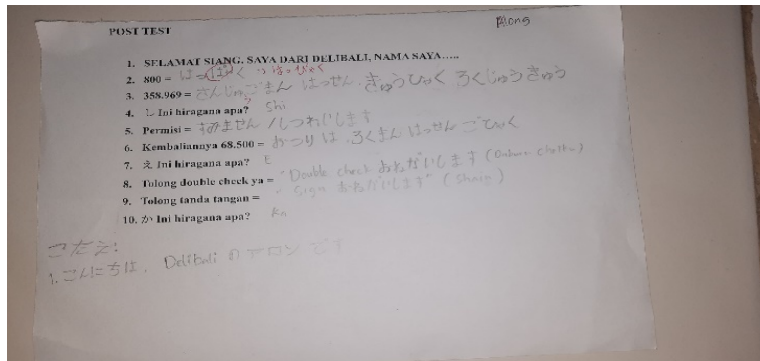 POST TEST
1. SELAMAT SIANG. SAYA DARI DELIBALI, NAMA SAYA.....
2. 800 = はっぱく → はっぴゃく
3. 358.969 = さんじゅうごまん はっせん きゅうひゃく ろくじゅうきゅう
4. し Ini hiragana apa? Shi
5. Permisi = すみません / しつれいします
6. Kembaliannya 68.500 = おつりは ろくまん はっせん ごひゃく
7. え Ini hiragana apa? E
8. Tolong double check ya = "Double check おねがいします
9. Tolong tanda tangan = Sign おねがいします" (Shain)
10. か Ini hiragana apa? Ka
こたえ:
1. こんにちは, Delibali の です